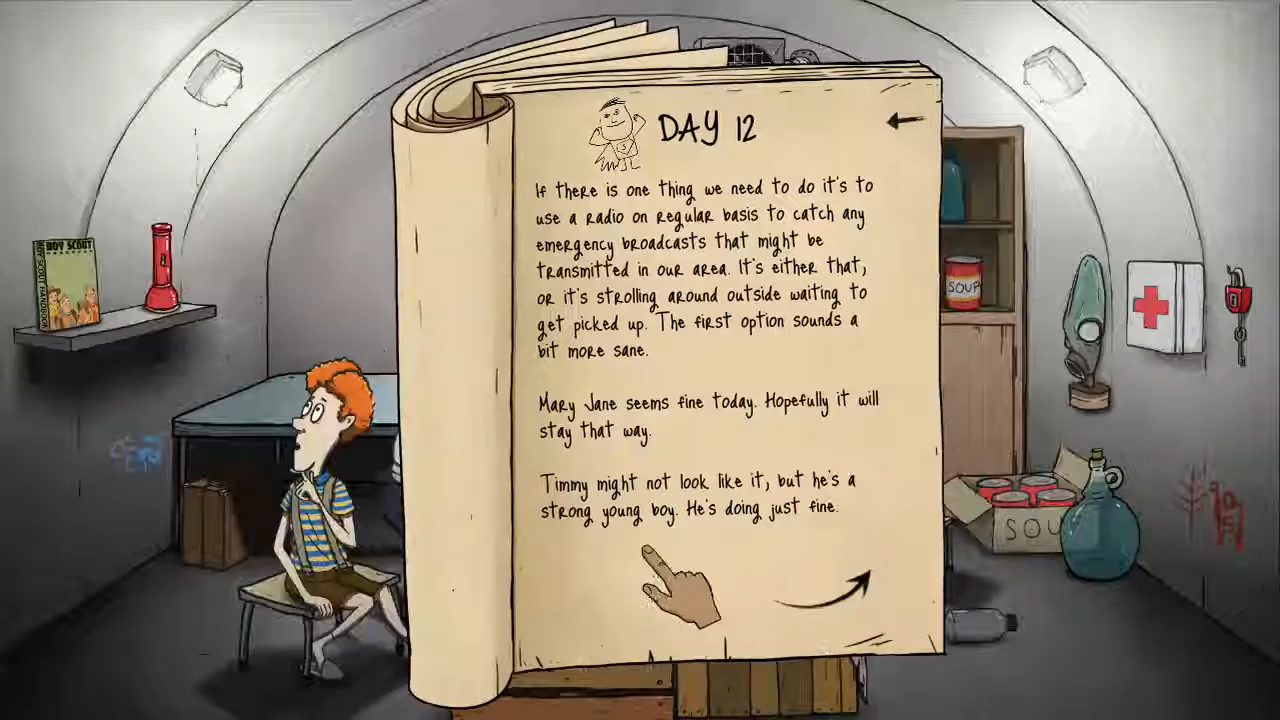 DAY 12
If there is one thing we need to do it's to
use a radio on regular basis to catch any
emergency broadcasts that might be
transmitted in our area. It's either that,
or it's strolling around outside waiting to
get picked up. The first option sounds a
bit more sane.
Mary Jane seems fine today. Hopefully it will
stay that way.
Timmy might not look like it, but he's a
strong young boy. He's doing just fine.
BOY SCOUT
BOY SCOUT HANDBOOK
SOUP
SOU